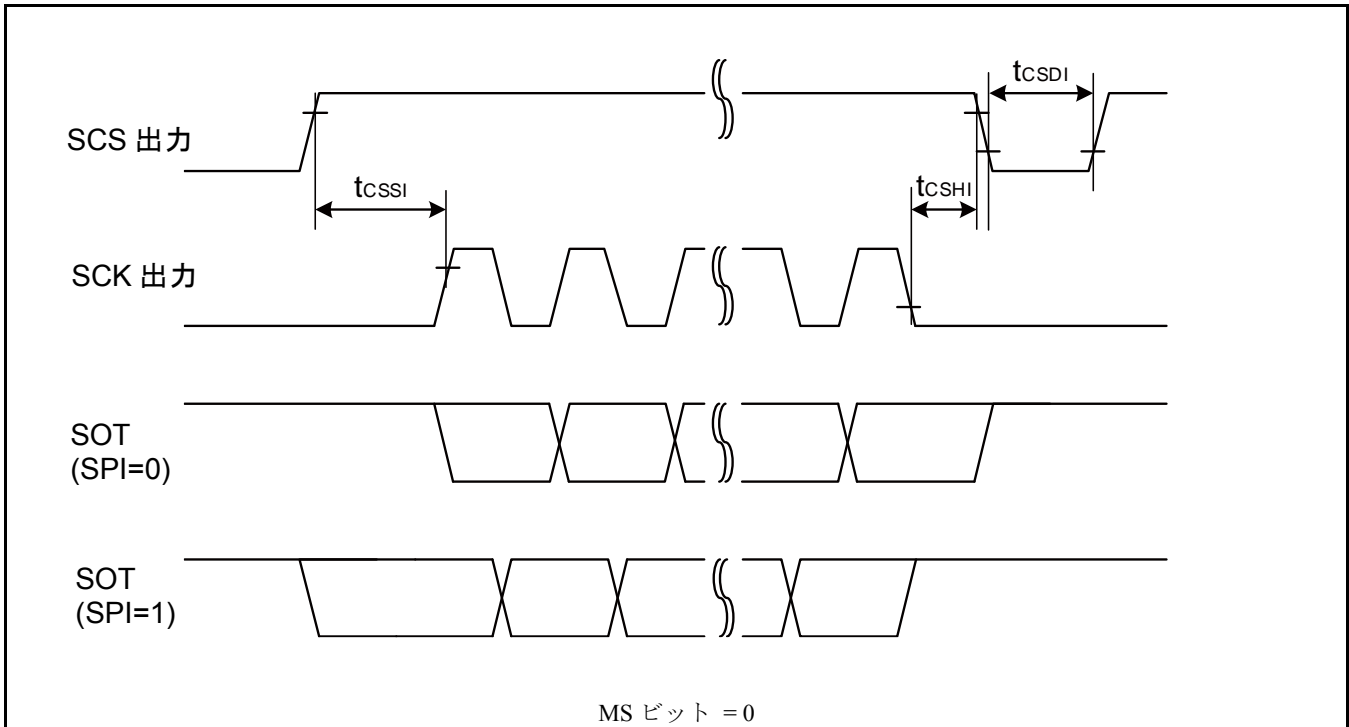 tCSDI
SCS 出力
tCSSI
tCSHI
SCK 出力
SOT
(SPI=0)
SOT
(SPI=1)
MS ビット = 0